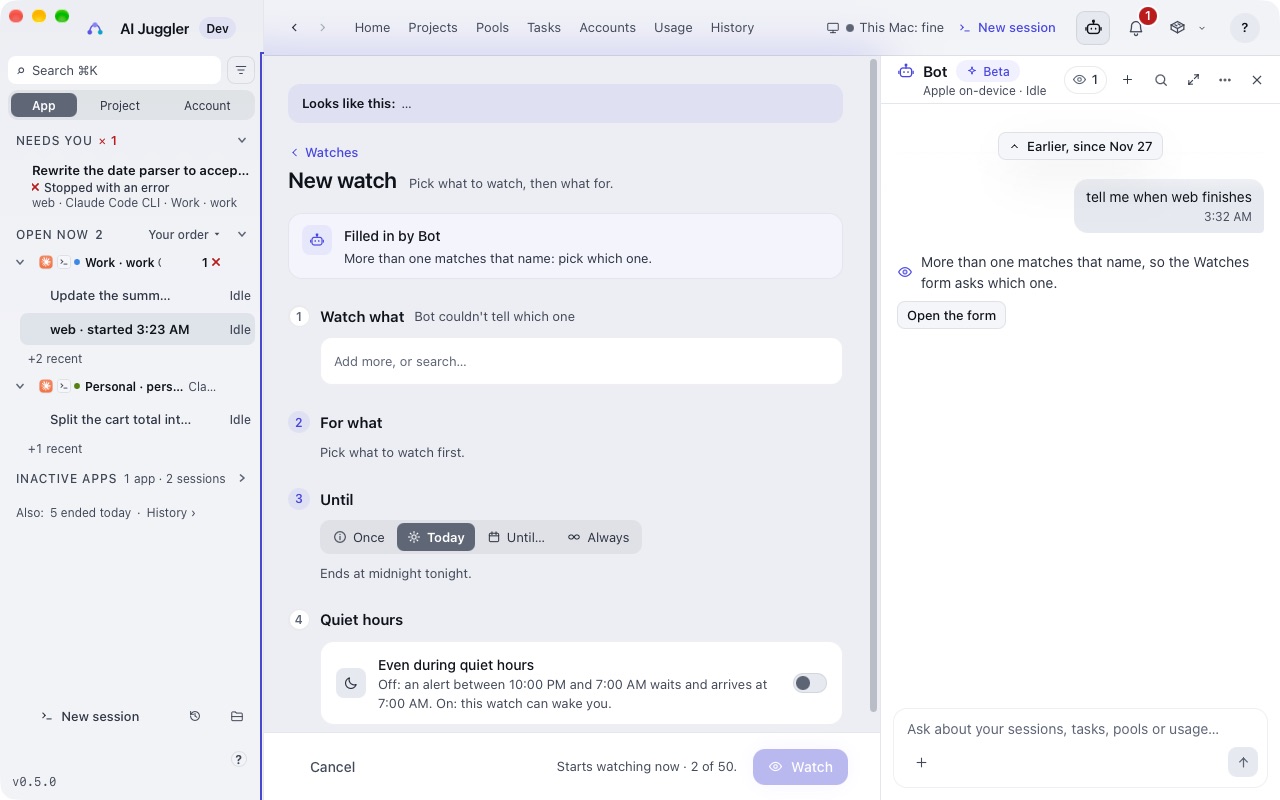 AI Juggler Dev
Search ⌘K
App Project Account
NEEDS YOU × 1
Rewrite the date parser to accep...
Stopped with an error
web · Claude Code CLI · Work · work
OPEN NOW 2 Your order
Work · work 1
Update the summ... Idle
web · started 3:23 AM Idle
+2 recent
Personal · pers... Cla...
Split the cart total int... Idle
+1 recent
INACTIVE APPS 1 app · 2 sessions
Also: 5 ended today · History ›
New session
?
v0.5.0
Home Projects Pools Tasks Accounts Usage History
This Mac: fine
New session
1
?
Looks like this: ...
Watches
New watch Pick what to watch, then what for.
Filled in by Bot
More than one matches that name: pick which one.
1 Watch what Bot couldn't tell which one
Add more, or search...
2 For what
Pick what to watch first.
3 Until
Once Today Until... Always
Ends at midnight tonight.
4 Quiet hours
Even during quiet hours
Off: an alert between 10:00 PM and 7:00 AM waits and arrives at
7:00 AM. On: this watch can wake you.
Cancel Starts watching now · 2 of 50. Watch
Bot Beta
Apple on-device · Idle
1
Earlier, since Nov 27
tell me when web finishes
3:32 AM
More than one matches that name, so the Watches
form asks which one.
Open the form
Ask about your sessions, tasks, pools or usage...